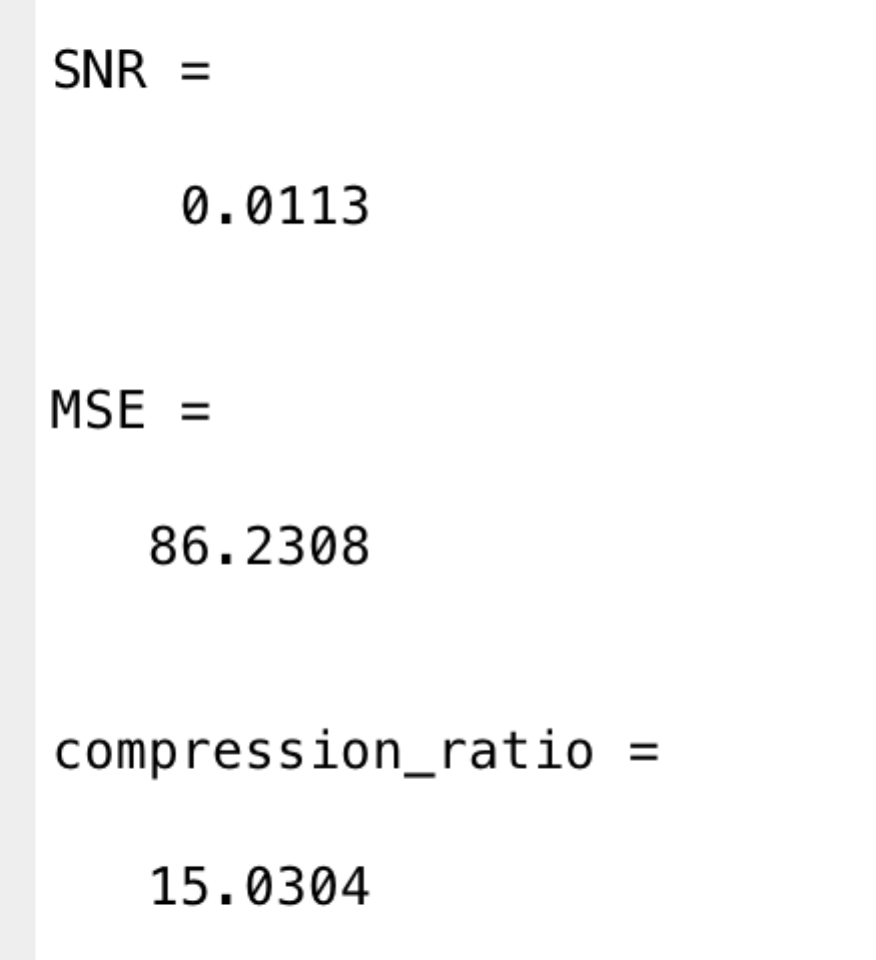 SNR =
0.0113
MSE =
86.2308
compression_ratio =
15.0304